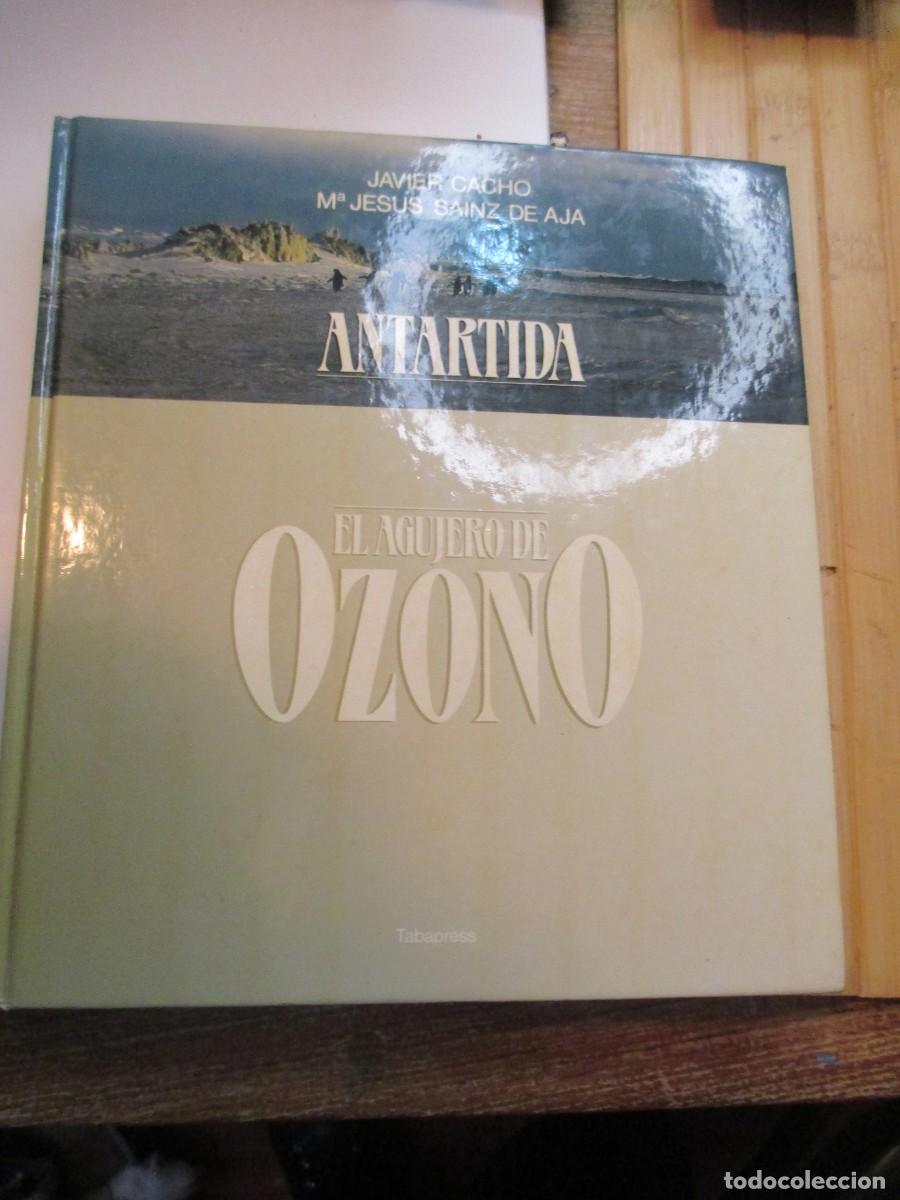 JAVIER CACHO
Mª JESUS SAINZ DE AJA
ANTARTIDA
EL AGUJERO DE
OZONO
Tabapress
todocoleccion